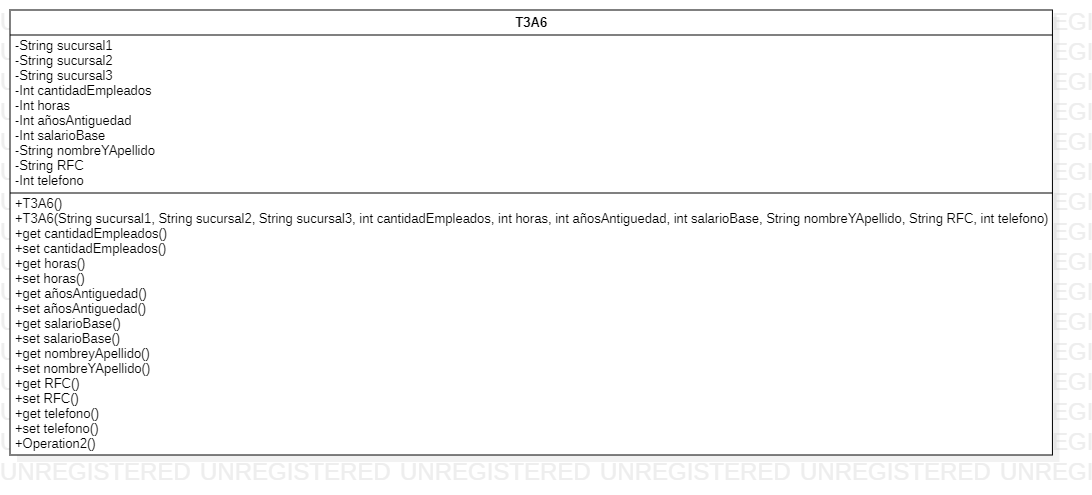 T3A6
-String sucursal1
-String sucursal2
-String sucursal3
-Int cantidadEmpleados
-Int horas
-Int añosAntiguedad
-Int salarioBase
-String nombreYApellido
-String RFC
-Int telefono
+T3A6()
+T3A6(String sucursal1, String sucursal2, String sucursal3, int cantidadEmpleados, int horas, int añosAntiguedad, int salarioBase, String nombreYApellido, String RFC, int telefono)
+get cantidadEmpleados()
+set cantidadEmpleados()
+get horas()
+set horas()
+get añosAntiguedad()
+set añosAntiguedad()
+get salarioBase()
+set salarioBase()
+get nombreyApellido()
+set nombreYApellido()
+get RFC()
+set RFC()
+get telefono()
+set telefono()
+Operation2()
UNREGISTERED UNREGISTERED UNREGISTERED UNREGISTERED UNREGISTERED UNREG